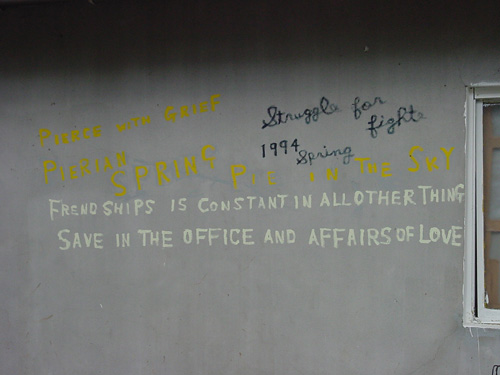 PIERCE WITH GRIEF
Struggle for
fight
1994 Spring
PIERIAN SPRING PIE IN THE SKY
FRENDSHIPS IS CONSTANT IN ALL OTHER THING
SAVE IN THE OFFICE AND AFFAIRS OF LOVE